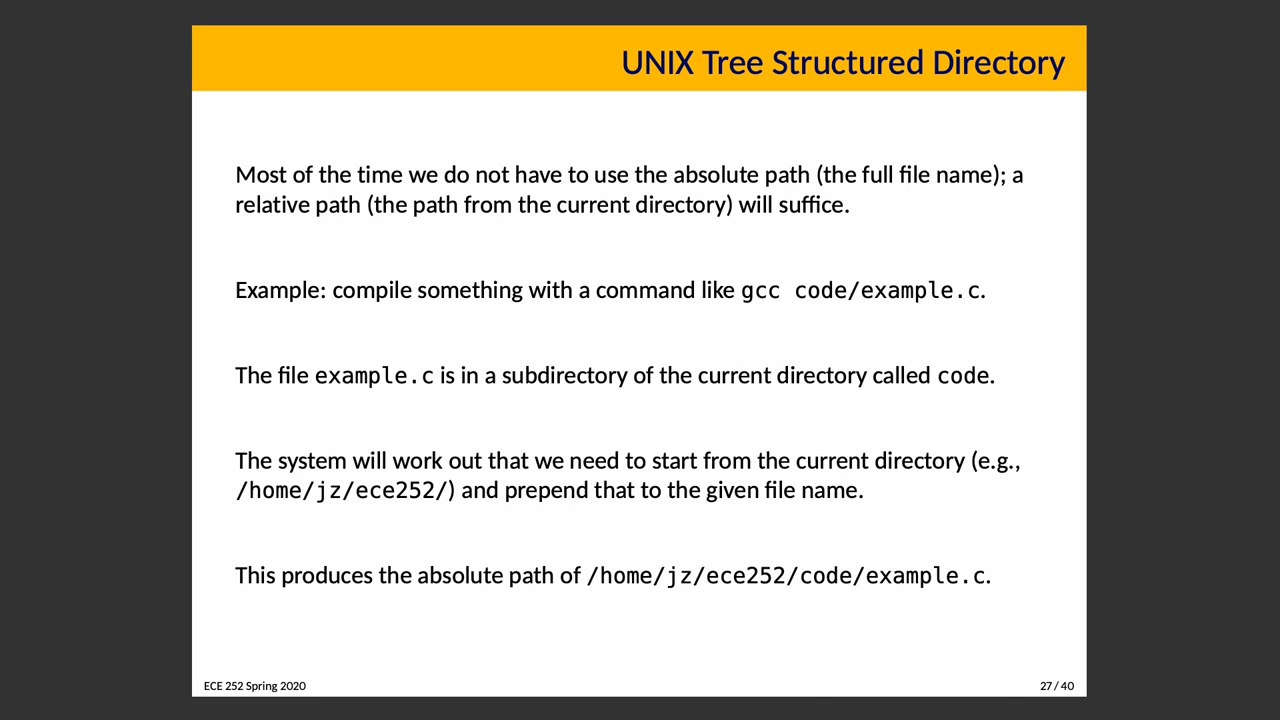 UNIX Tree Structured Directory
Most of the time we do not have to use the absolute path (the full file name); a
relative path (the path from the current directory) will suffice.
Example: compile something with a command like gcc code/example.c.
The file example.c is in a subdirectory of the current directory called code.
The system will work out that we need to start from the current directory (e.g.,
/home/jz/ece252/) and prepend that to the given file name.
This produces the absolute path of /home/jz/ece252/code/example.c.
ECE 252 Spring 2020
27 / 40